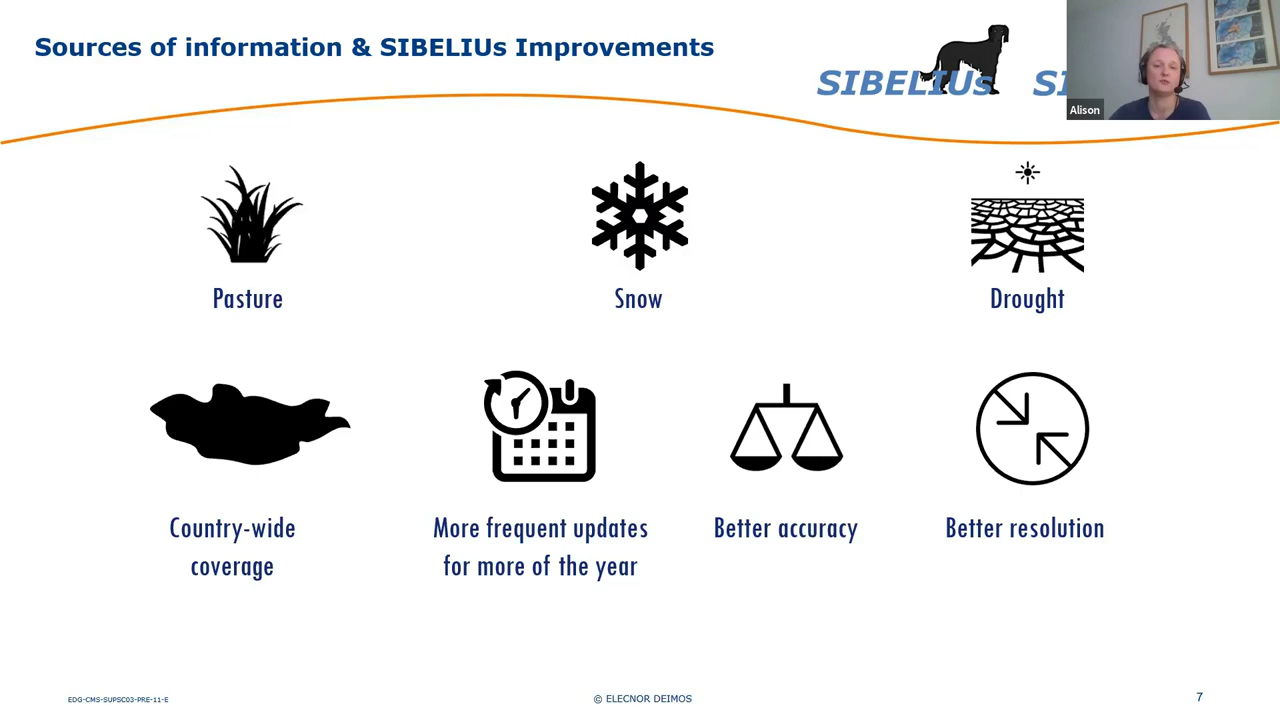 Sources of information & SIBELIUs Improvements
SIBELIUs SI
Alison
Pasture
Snow
Drought
Country-wide
coverage
More frequent updates
for more of the year
Better accuracy
Better resolution
EDG-CMS-SUPSC03-PRE-11-E
© ELECNOR DEIMOS
7